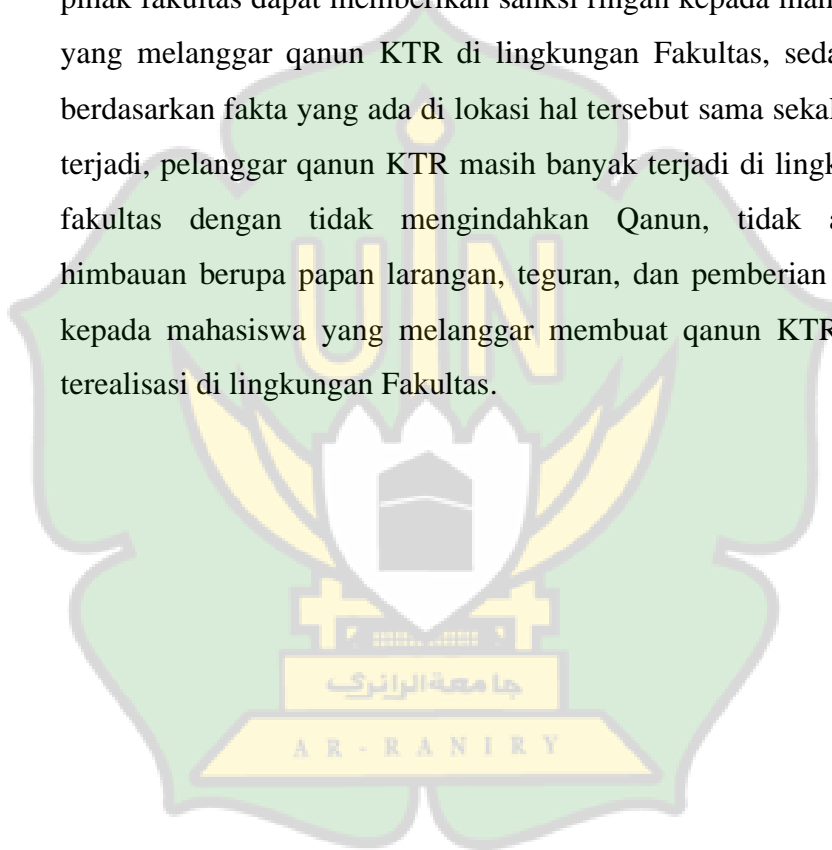 pihak fakultas dapat memberikan sanksi ringan kepada
yang melanggar qanun KTR di lingkungan Fakultas,
berdasarkan fakta yang ada di lokasi hal tersebut sama
terjadi, pelanggar qanun KTR masih banyak terjadi di
fakultas dengan tidak mengindahkan Qanun, tidak
himbauan berupa papan larangan, teguran, dan pemberian
kepada mahasiswa yang melanggar membuat qanun KTR
terealisasi di lingkungan Fakultas.
UIN
جامعة الرانري
AR-RANIRY